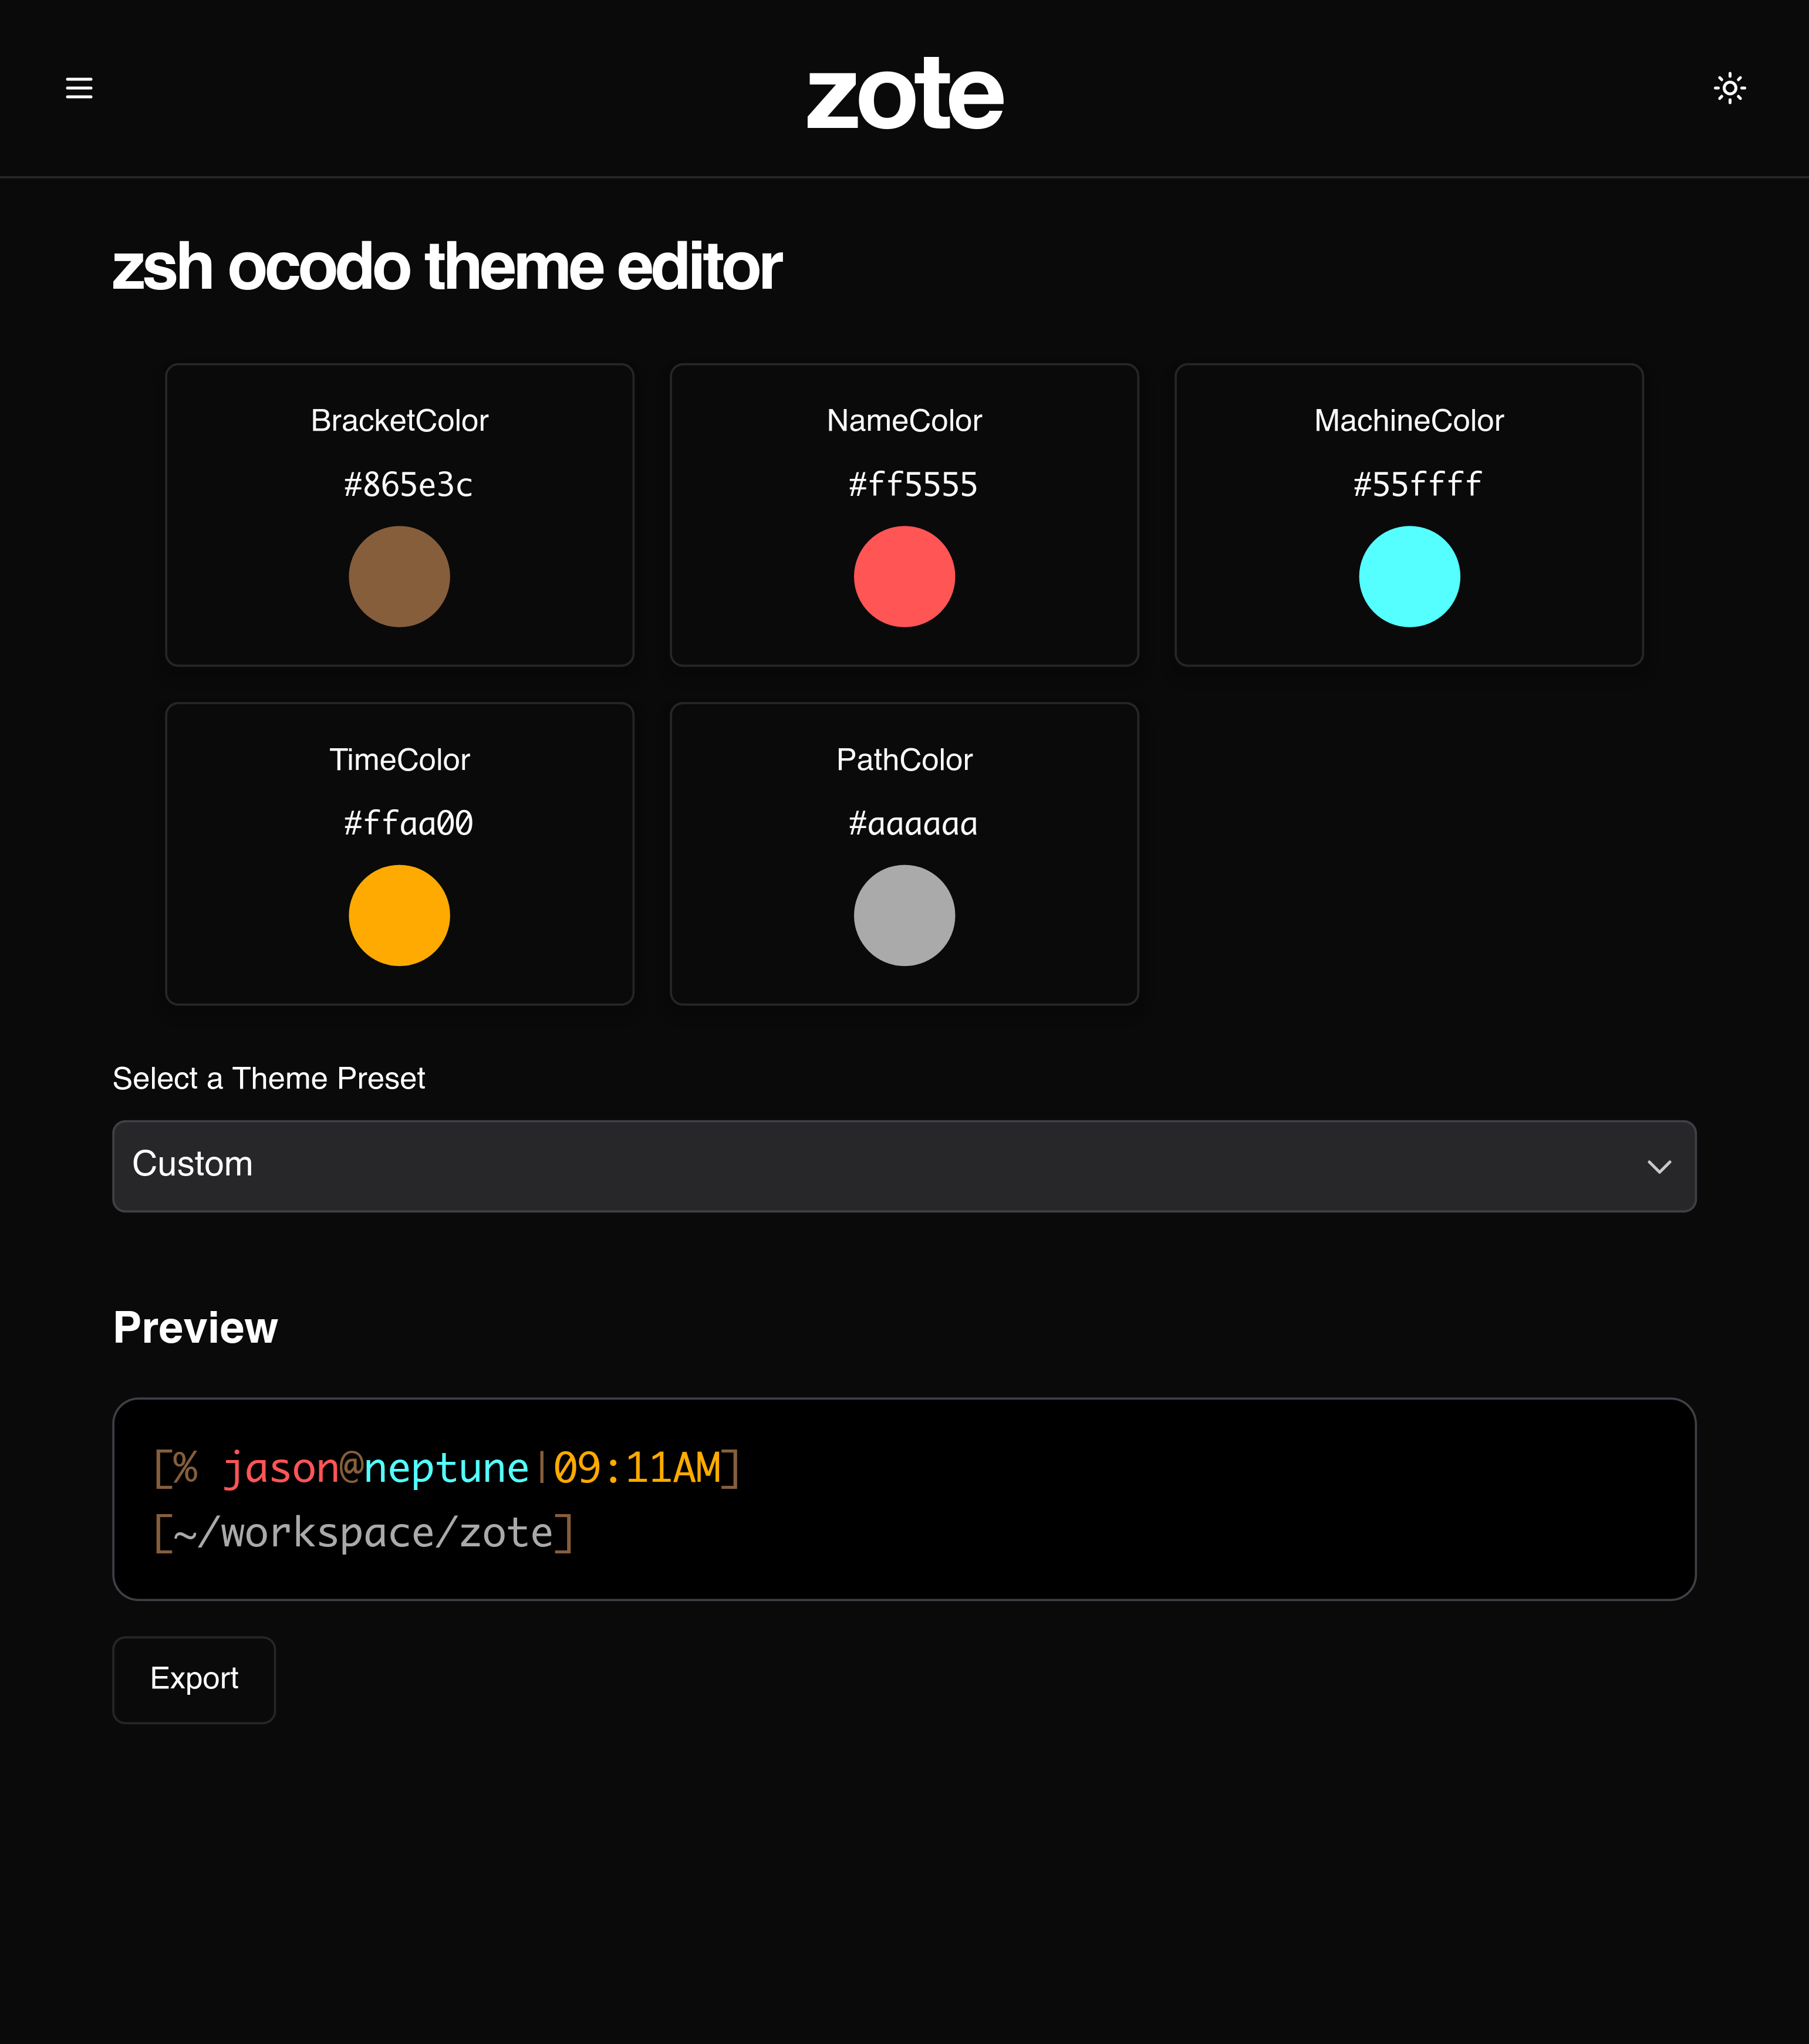 zote
zsh ocodo theme editor
BracketColor
#865e3c
NameColor
#ff5555
MachineColor
#55ffff
TimeColor
#ffaa00
PathColor
#aaaaaa
Select a Theme Preset
Custom
Preview
[% jason@neptune|09:11AM]
[~/workspace/zote]
Export